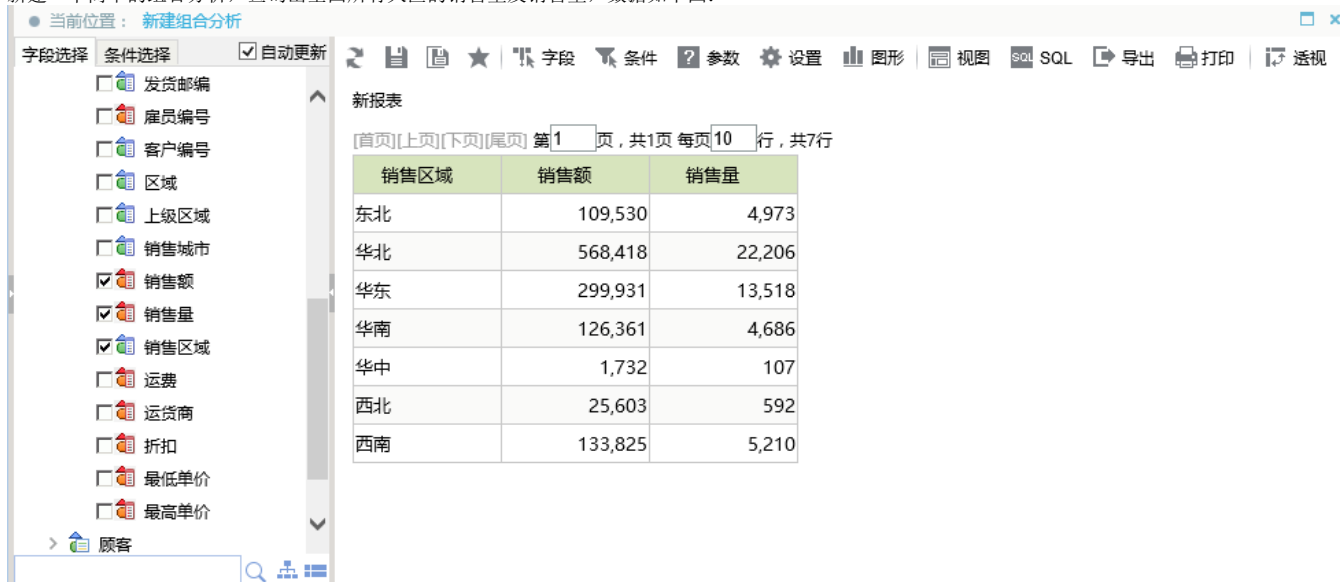 当前位置： 新建组合分析
字段选择 条件选择 自动更新
字段 条件 参数 设置 图形 视图 SQL SQL 导出 打印 透视
发货邮编
雇员编号
客户编号
区域
上级区域
销售城市
销售额
销售量
销售区域
运费
运货商
折扣
最低单价
最高单价
顾客
新报表
[首页][上页][下页][尾页] 第1 页，共1页 每页10 行，共7行
销售区域 销售额 销售量
东北 109,530 4,973
华北 568,418 22,206
华东 299,931 13,518
华南 126,361 4,686
华中 1,732 107
西北 25,603 592
西南 133,825 5,210